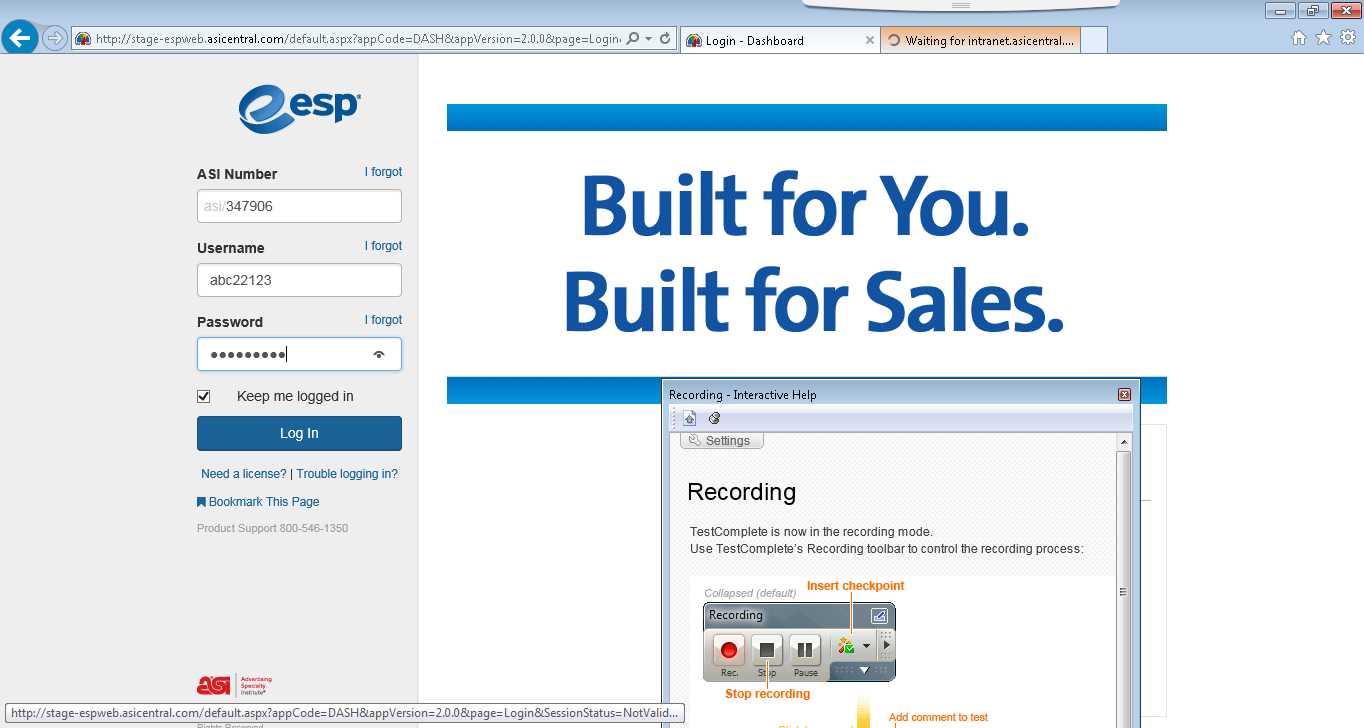 http://stage-espweb.asicentral.com/default.aspx?appCode=DASH&appVersion=2.0.0&page=Login
Login - Dashboard
Waiting for intranet.asicentral....
esp
ASI Number
I forgot
asi/347906
Username
I forgot
abc22123
Password
I forgot
Keep me logged in
Log In
Need a license? | Trouble logging in?
Bookmark This Page
Product Support 800-546-1350
asi Advertising
Specialty
Institute
Built for You.
Built for Sales.
Recording - Interactive Help
Settings
Recording
TestComplete is now in the recording mode.
Use TestComplete's Recording toolbar to control the recording process:
Collapsed (default)
Insert checkpoint
Recording
Rec.
Stop
Pause
Stop recording
Add comment to test
http://stage-espweb.asicentral.com/default.aspx?appCode=DASH&appVersion=2.0.0&page=Login&SessionStatus=NotValid...
Rights Reserved